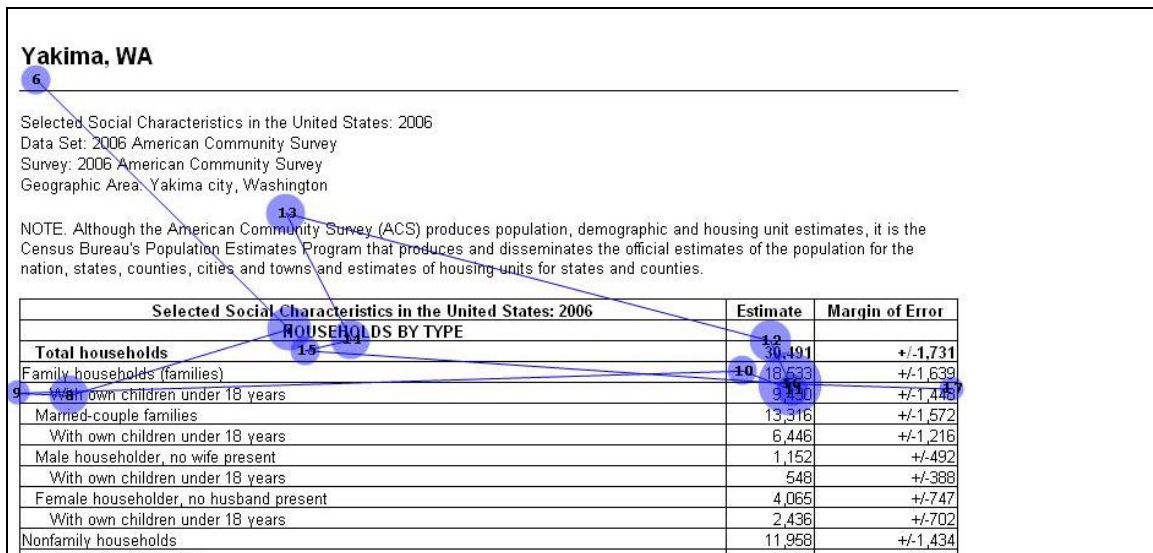 Yakima, WA
6
Selected Social Characteristics in the United States: 2006
Data Set: 2006 American Community Survey
Survey: 2006 American Community Survey
Geographic Area: Yakima city, Washington
13
NOTE. Although the American Community Survey (ACS) produces population, demographic and housing unit estimates, it is the
Census Bureau's Population Estimates Program that produces and disseminates the official estimates of the population for the
nation, states, counties, cities and towns and estimates of housing units for states and counties.
Selected Social Characteristics in the United States: 2006 Estimate Margin of Error
HOUSEHOLDS BY TYPE
14 12
15
Total households 30,491 +/-1,731
Family households (families) 10 18,533 +/-1,639
9 8 With own children under 18 years 9,430 +/-1,448 17
Married-couple families 13,316 +/-1,572
With own children under 18 years 6,446 +/-1,216
Male householder, no wife present 1,152 +/-492
With own children under 18 years 548 +/-388
Female householder, no husband present 4,065 +/-747
With own children under 18 years 2,436 +/-702
Nonfamily households 11,958 +/-1,434